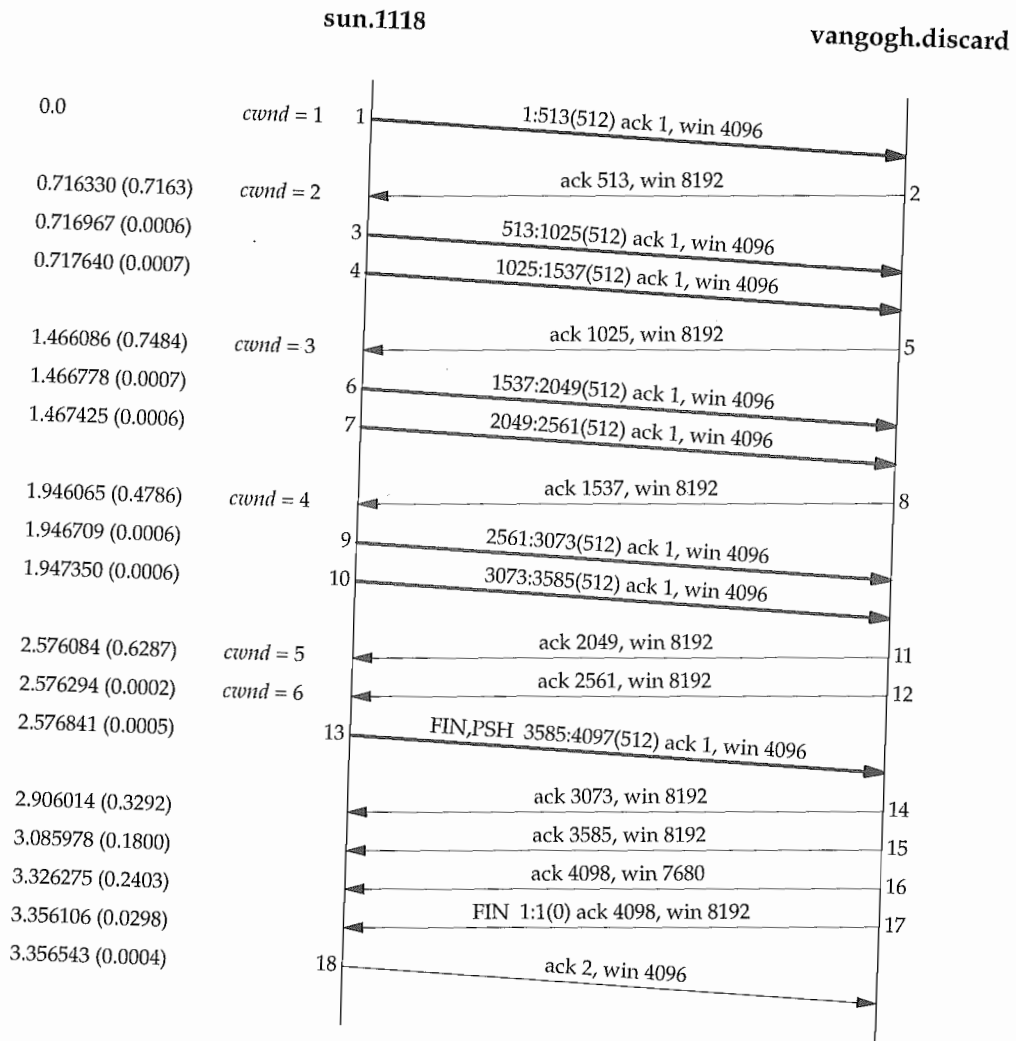 sun.1118
vangogh.discard
0.0 cwnd = 1 1 1:513(512) ack 1, win 4096
0.716330 (0.7163) cwnd = 2 ack 513, win 8192 2
0.716967 (0.0006) 3 513:1025(512) ack 1, win 4096
0.717640 (0.0007) 4 1025:1537(512) ack 1, win 4096
1.466086 (0.7484) cwnd = 3 ack 1025, win 8192 5
1.466778 (0.0007) 6 1537:2049(512) ack 1, win 4096
1.467425 (0.0006) 7 2049:2561(512) ack 1, win 4096
1.946065 (0.4786) cwnd = 4 ack 1537, win 8192 8
1.946709 (0.0006) 9 2561:3073(512) ack 1, win 4096
1.947350 (0.0006) 10 3073:3585(512) ack 1, win 4096
2.576084 (0.6287) cwnd = 5 ack 2049, win 8192 11
2.576294 (0.0002) cwnd = 6 ack 2561, win 8192 12
2.576841 (0.0005) 13 FIN,PSH 3585:4097(512) ack 1, win 4096
2.906014 (0.3292) ack 3073, win 8192 14
3.085978 (0.1800) ack 3585, win 8192 15
3.326275 (0.2403) ack 4098, win 7680 16
3.356106 (0.0298) FIN 1:1(0) ack 4098, win 8192 17
3.356543 (0.0004) 18 ack 2, win 4096